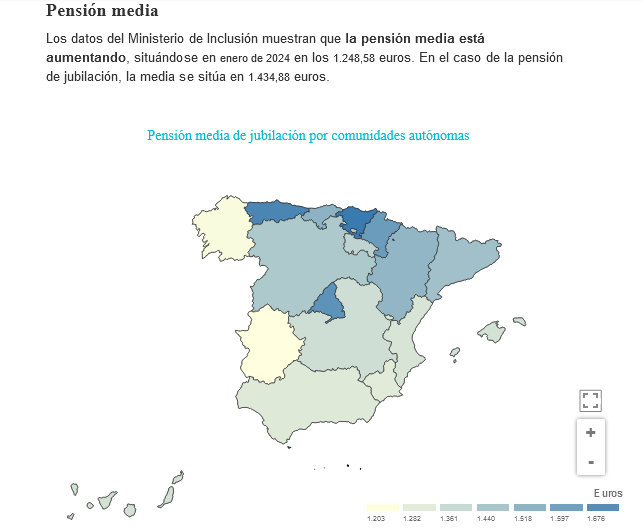 Pensión media
Los datos del Ministerio de Inclusión muestran que la pensión media está
aumentando, situándose en enero de 2024 en los 1.248,58 euros. En el caso de la pensión
de jubilación, la media se sitúa en 1.434,88 euros.
Pensión media de jubilación por comunidades autónomas
+
-
Euros
1.203 1.282 1.361 1.440 1.518 1.597 1.676